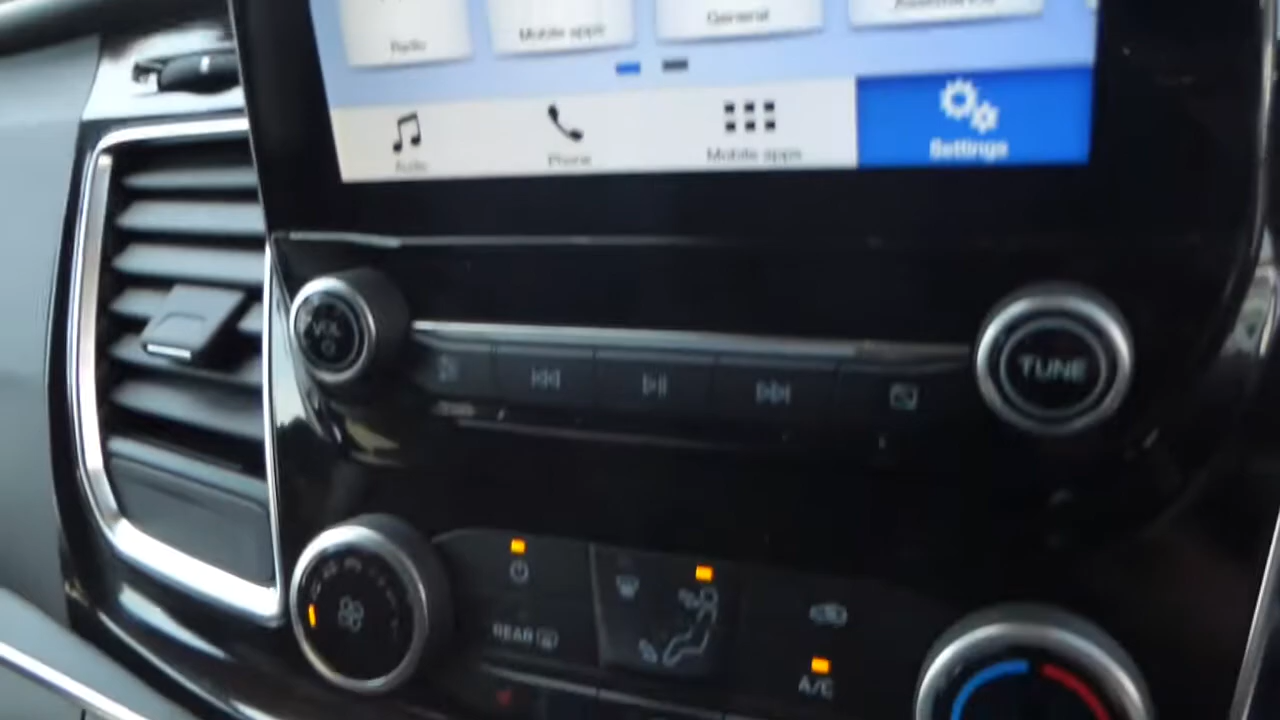 Radio
Mobile apps
General
Audio
Phone
Mobile apps
Settings
VOL
TUNE
REAR
A/C